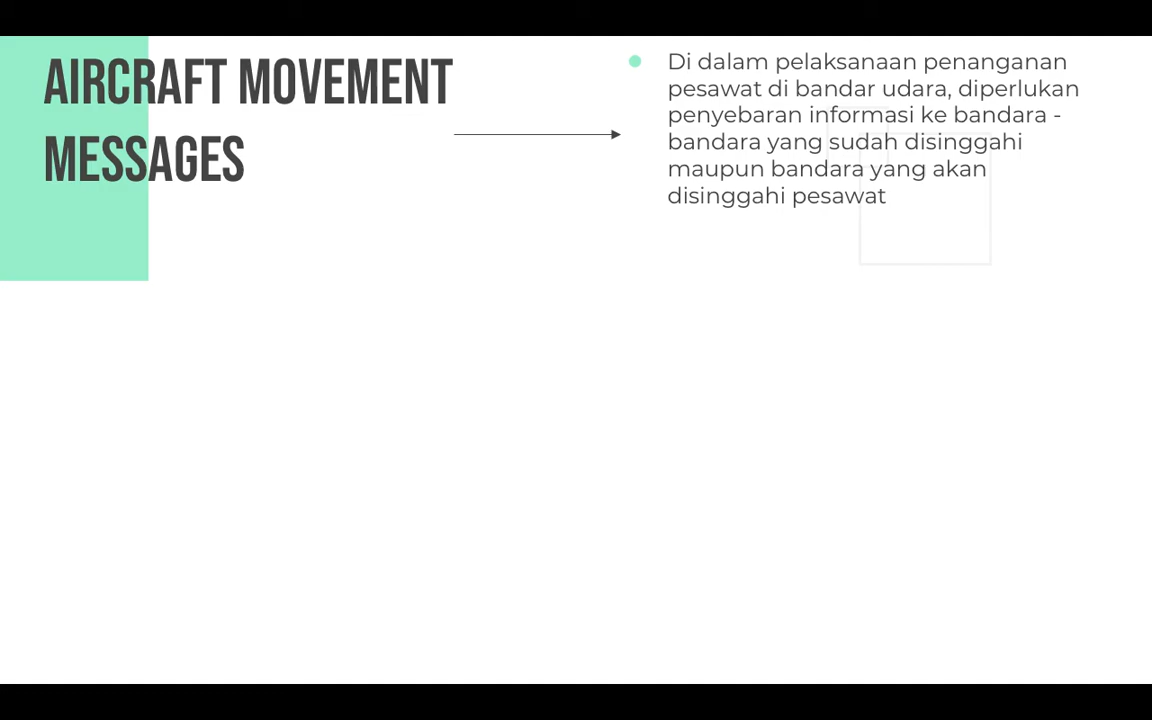 AIRCRAFT MOVEMENT
MESSAGES
Di dalam pelaksanaan penanganan
pesawat di bandar udara, diperlukan
penyebaran informasi ke bandara -
bandara yang sudah disinggahi
maupun bandara yang akan
disinggahi pesawat